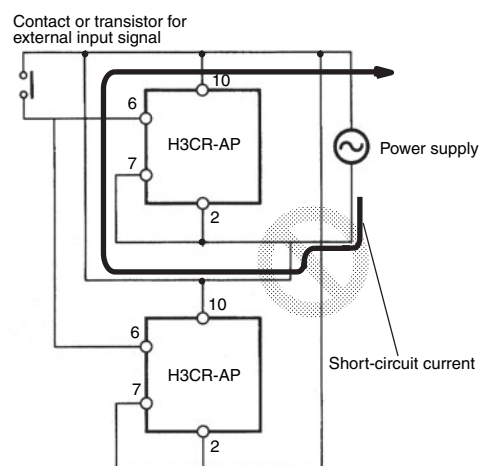 Contact or transistor for
external input signal
10
6
H3CR-AP
Power supply
7
2
10
6
Short-circuit current
H3CR-AP
7
2